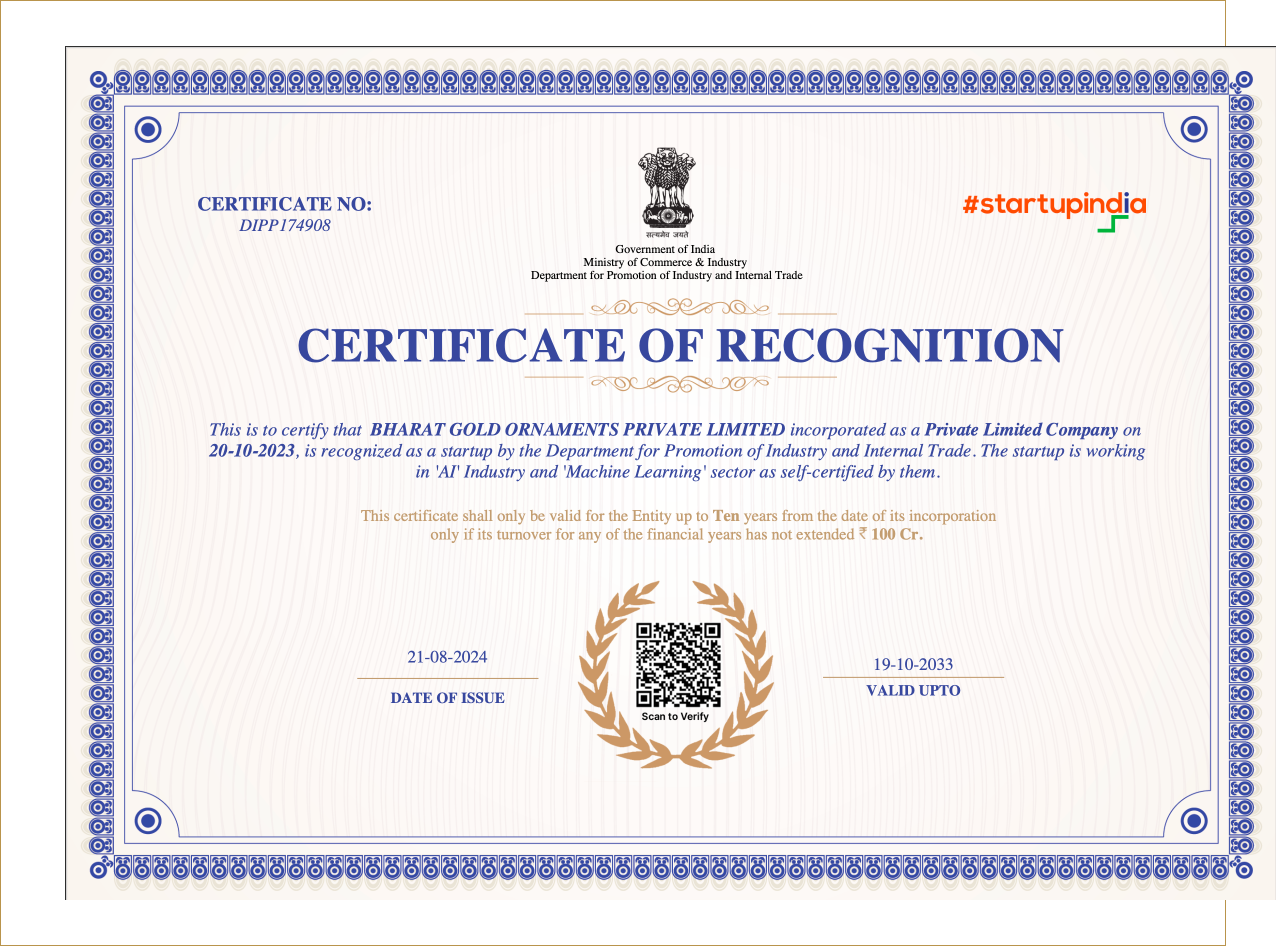 CERTIFICATE NO:
DIPP174908
सत्यमेव जयते
#startupindia
Government of India
Ministry of Commerce & Industry
Department for Promotion of Industry and Internal Trade
CERTIFICATE OF RECOGNITION
This is to certify that BHARAT GOLD ORNAMENTS PRIVATE LIMITED incorporated as a Private Limited Company on
20-10-2023, is recognized as a startup by the Department for Promotion of Industry and Internal Trade. The startup is working
in 'AI' Industry and 'Machine Learning' sector as self-certified by them.
This certificate shall only be valid for the Entity up to Ten years from the date of its incorporation
only if its turnover for any of the financial years has not extended ₹ 100 Cr.
21-08-2024
DATE OF ISSUE
Scan to Verify
19-10-2033
VALID UPTO